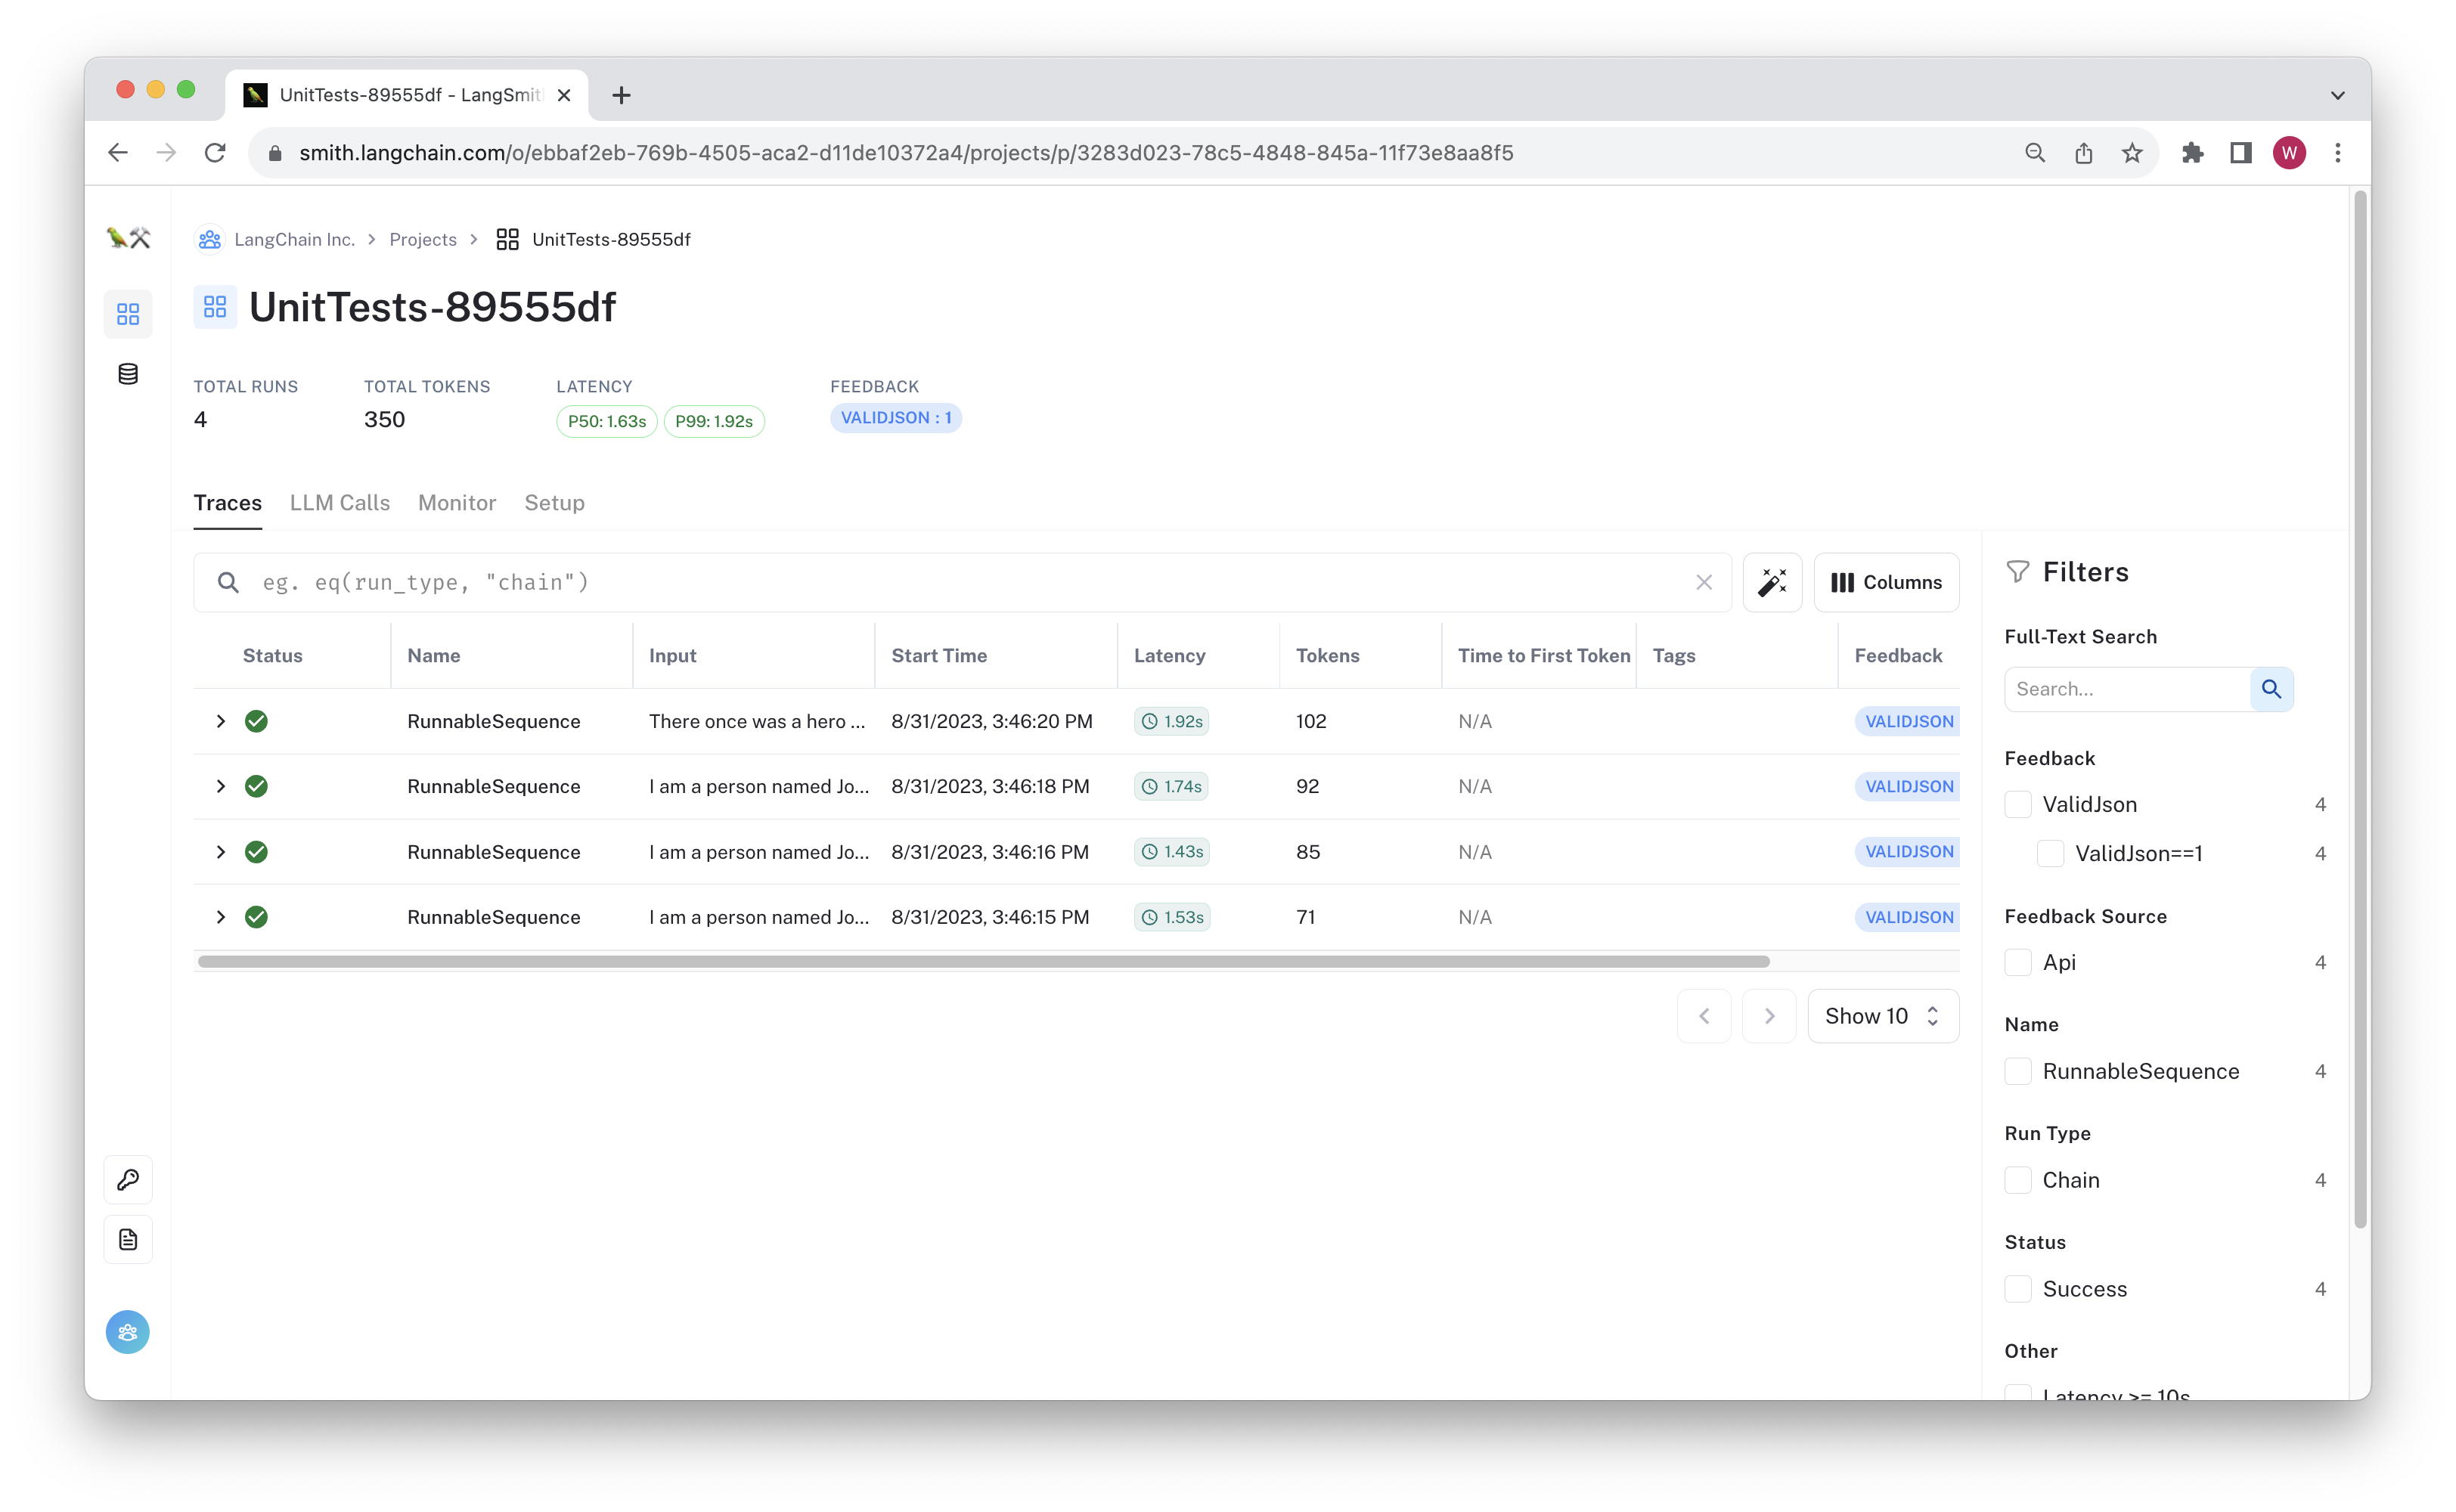 UnitTests-89555df - LangSmit
smith.langchain.com/o/ebbaf2eb-769b-4505-aca2-d11de10372a4/projects/p/3283d023-78c5-4848-845a-11f73e8aa8f5
W
LangChain Inc. > Projects > UnitTests-89555df
UnitTests-89555df
TOTAL RUNS TOTAL TOKENS LATENCY FEEDBACK
4 350 P50: 1.63s P99: 1.92s VALIDJSON : 1
Traces LLM Calls Monitor Setup
eg. eq(run_type, "chain")
Columns
Status Name Input Start Time Latency Tokens Time to First Token Tags Feedback
RunnableSequence There once was a hero ... 8/31/2023, 3:46:20 PM 1.92s 102 N/A VALIDJSON
RunnableSequence I am a person named Jo... 8/31/2023, 3:46:18 PM 1.74s 92 N/A VALIDJSON
RunnableSequence I am a person named Jo... 8/31/2023, 3:46:16 PM 1.43s 85 N/A VALIDJSON
RunnableSequence I am a person named Jo... 8/31/2023, 3:46:15 PM 1.53s 71 N/A VALIDJSON
Show 10
Filters
Full-Text Search
Search...
Feedback
ValidJson 4
ValidJson==1 4
Feedback Source
Api 4
Name
RunnableSequence 4
Run Type
Chain 4
Status
Success 4
Other
Latency >= 10s